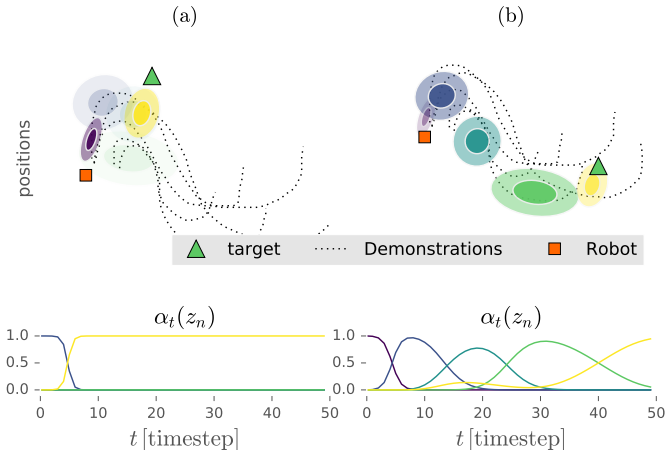 (a) (b)
positions
target Demonstrations Robot
αₜ(zₙ) αₜ(zₙ)
1.0 1.0
0.5 0.5
0.0 0.0
0 10 20 30 40 50 0 10 20 30 40 50
t [timestep] t [timestep]